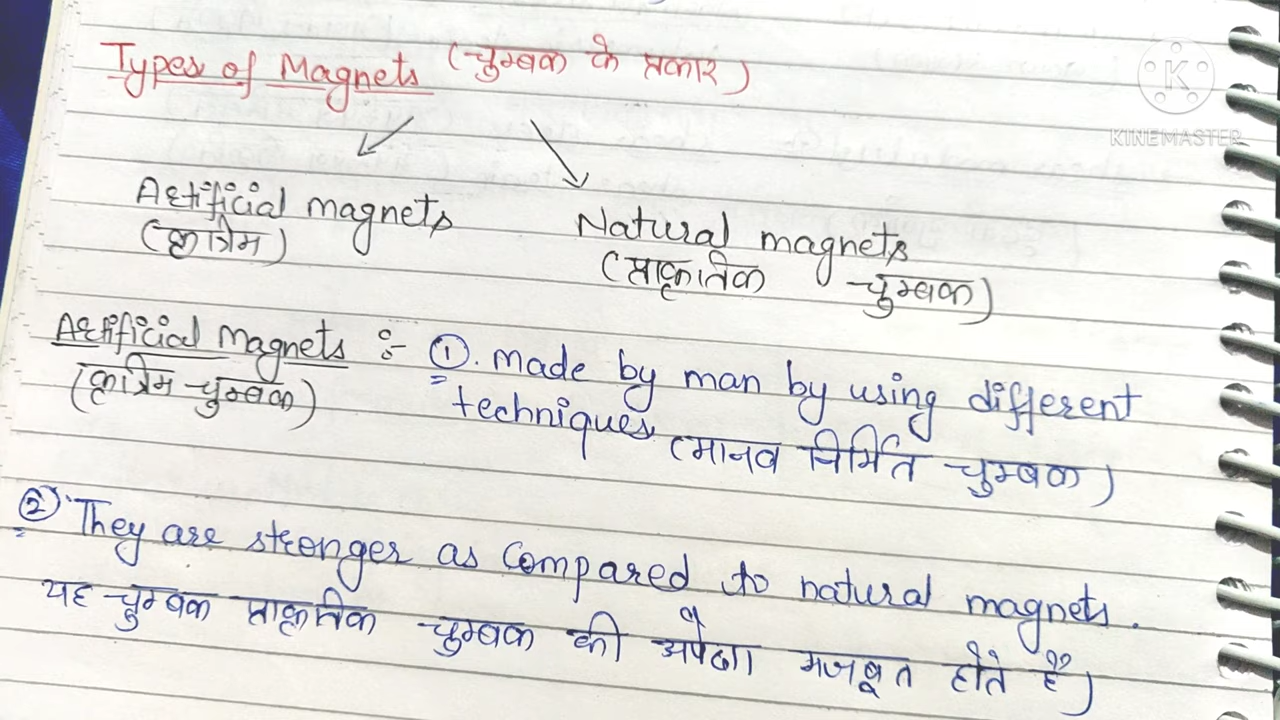 Types of Magnets (चुम्बक के प्रकार)
KINEMASTER
Artificial magnets
(कृत्रिम)
Natural magnets
(प्राकृतिक चुम्बक)
Artificial Magnets :- ①. made by man by using different
(कृत्रिम चुम्बक)
techniques (मानव निर्मित चुम्बक)
② They are stronger as compared to natural magnets.
यह चुम्बक प्राकृतिक चुम्बक की अपेक्षा मजबूत होते हैं)